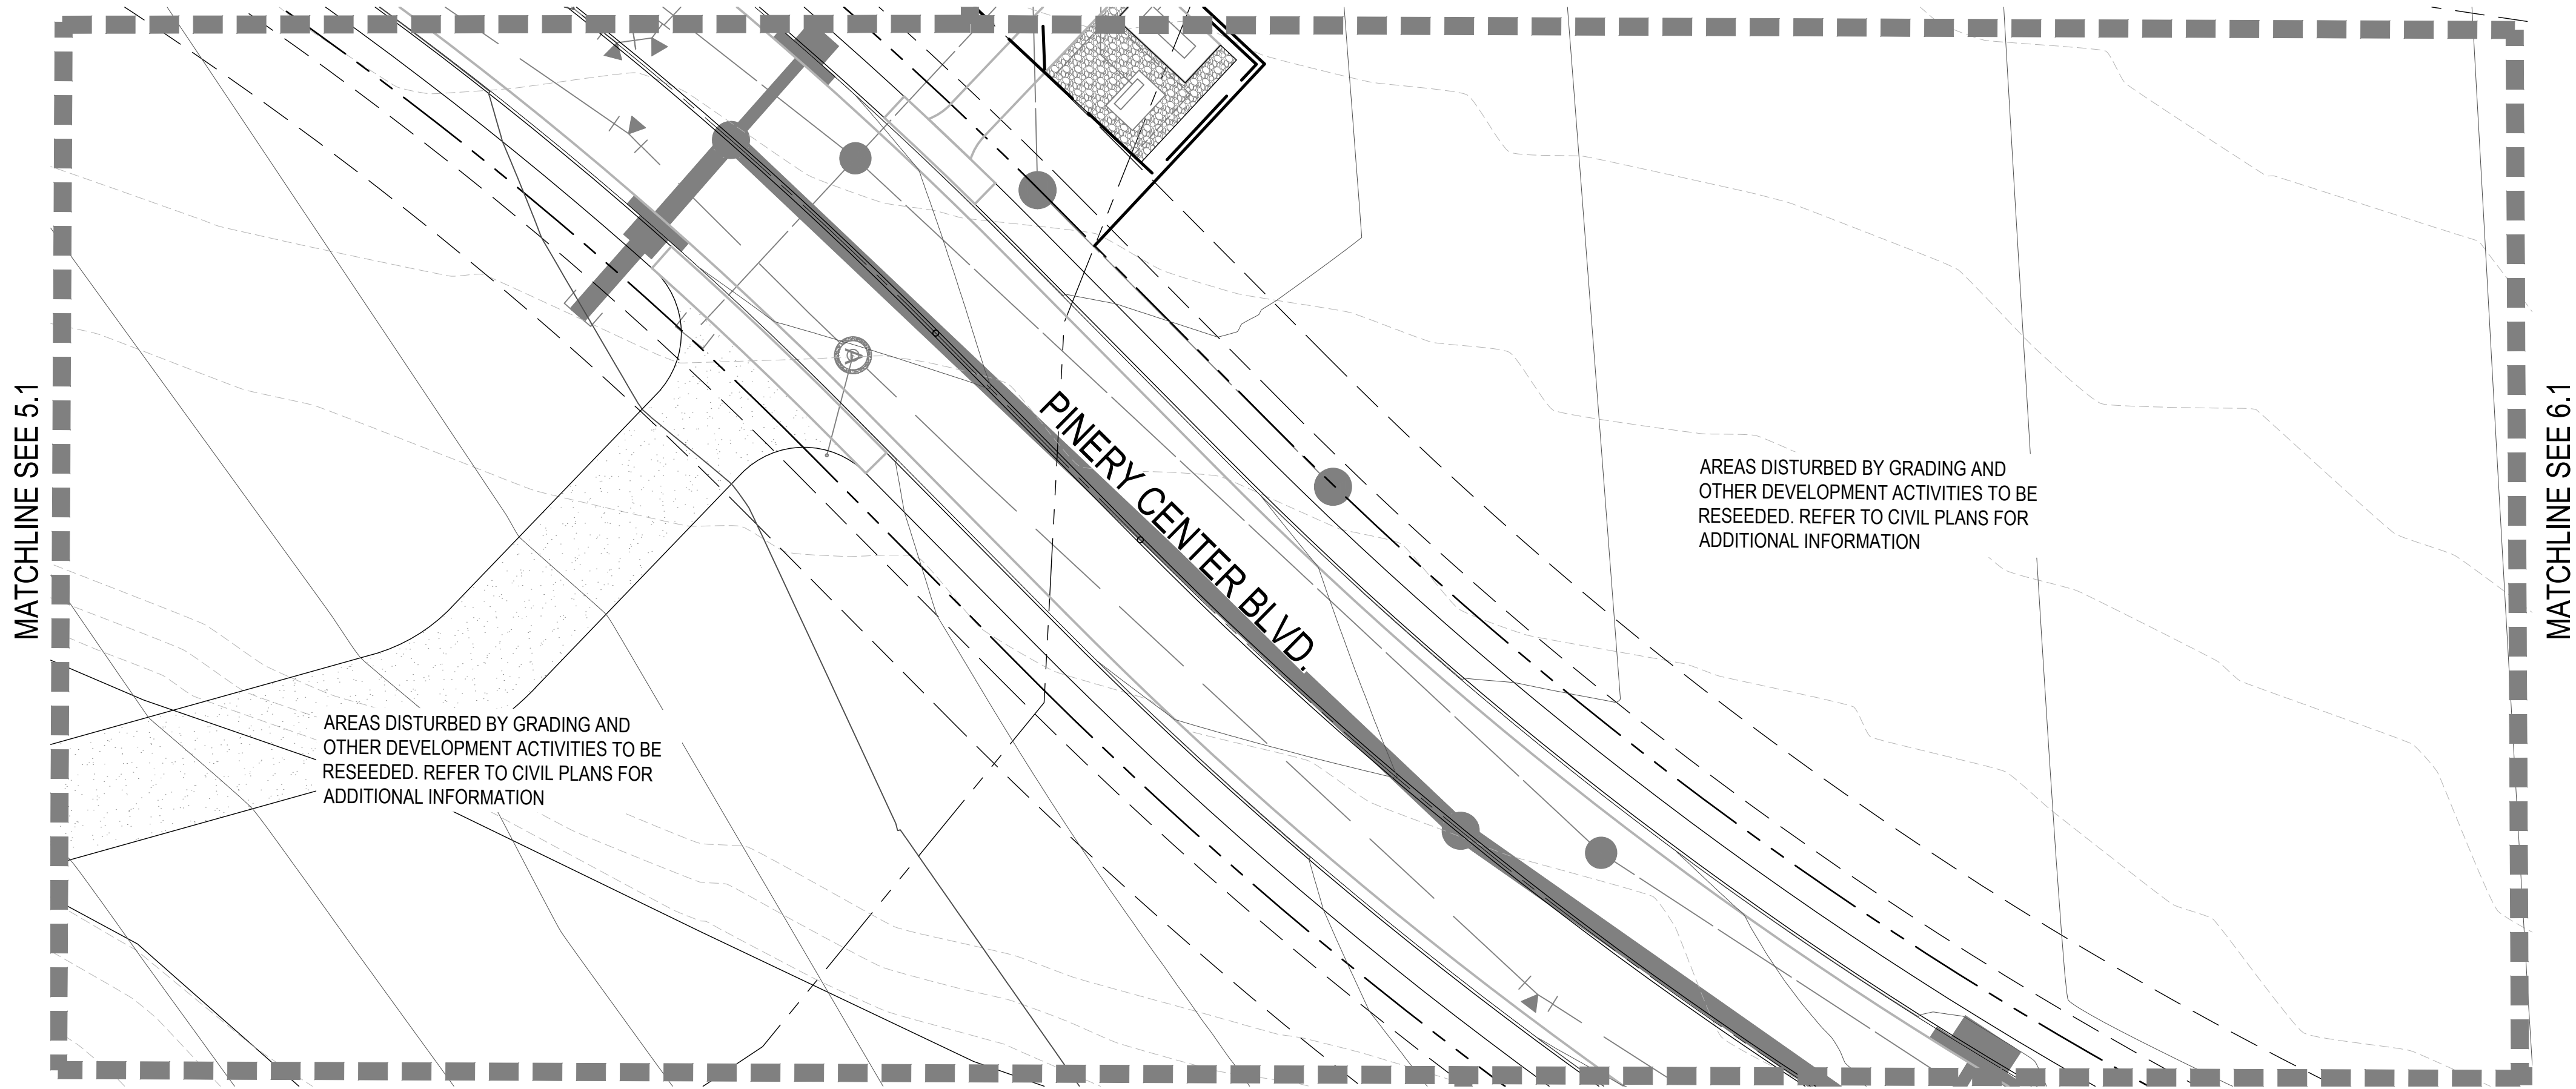 MATCHLINE SEE 5.1
PINERY CENTER BLVD.
AREAS DISTURBED BY GRADING AND
OTHER DEVELOPMENT ACTIVITIES TO BE
RESEEDED. REFER TO CIVIL PLANS FOR
ADDITIONAL INFORMATION
AREAS DISTURBED BY GRADING AND
OTHER DEVELOPMENT ACTIVITIES TO BE
RESEEDED. REFER TO CIVIL PLANS FOR
ADDITIONAL INFORMATION
MATCHLINE SEE 6.1